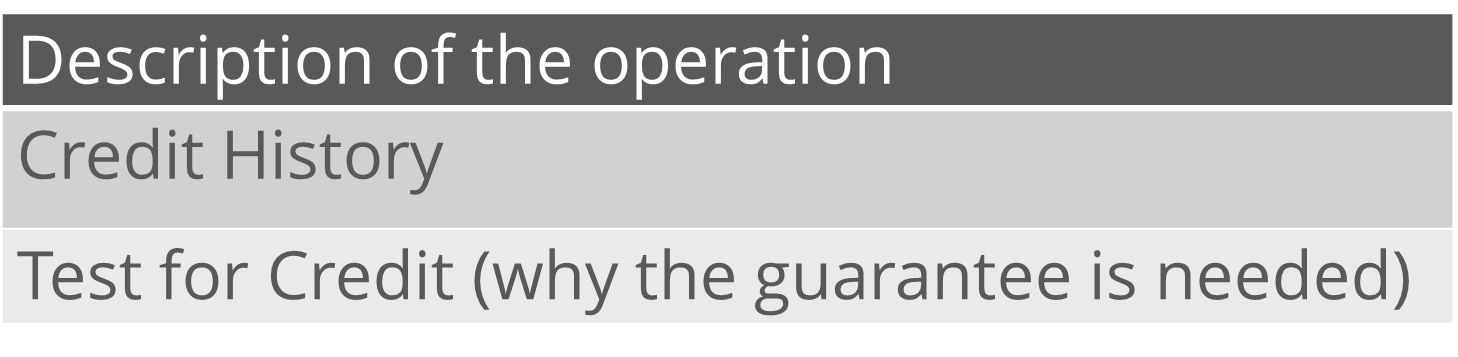 Description of the operation
Credit History
Test for Credit (why the guarantee is needed)